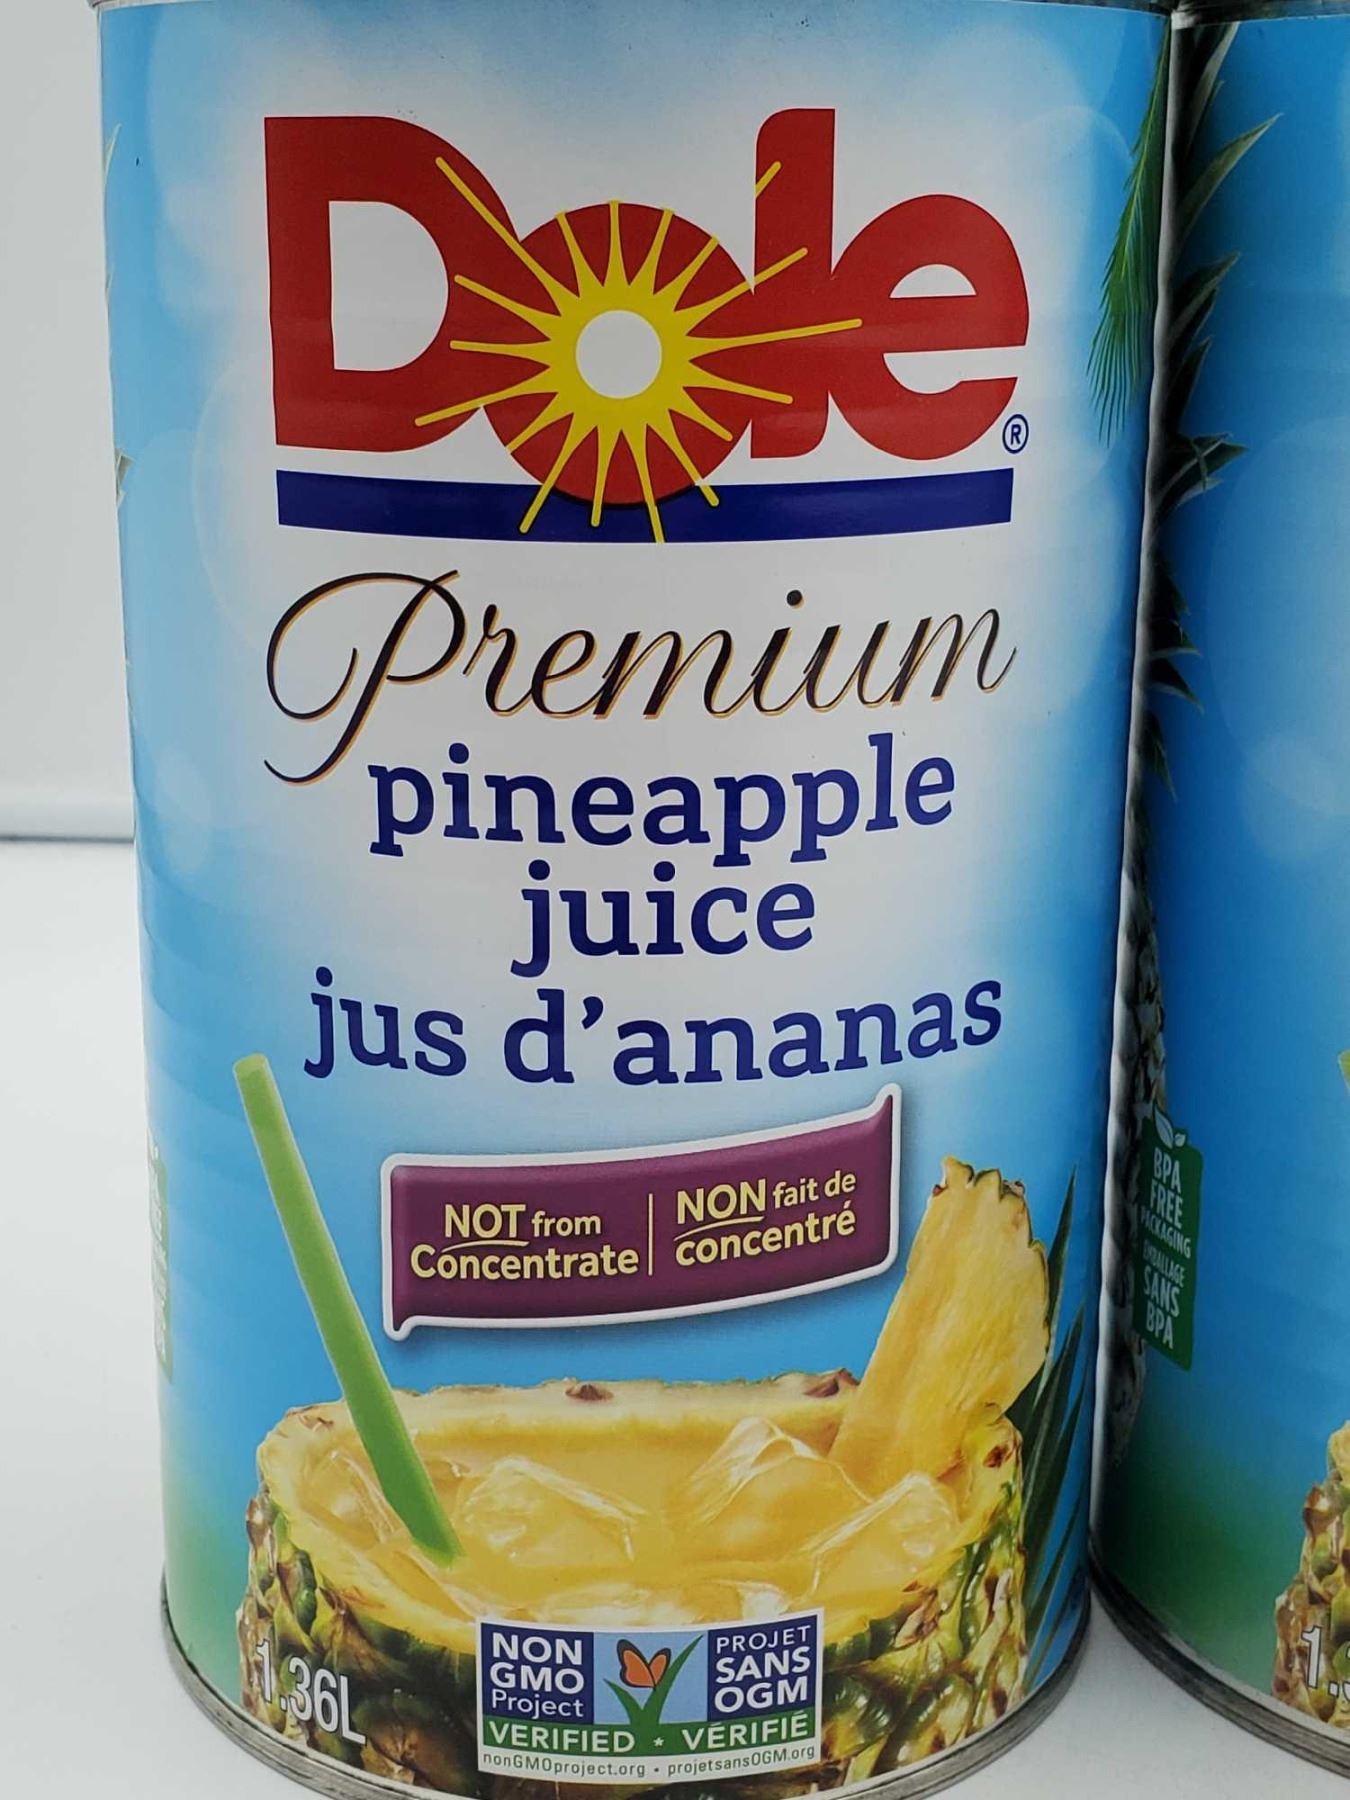 Dole®
Premium
pineapple
juice
jus d'ananas
NOT from
Concentrate
NON fait de
concentré
1.36L
NON
GMO
Project
VERIFIED
PROJET
SANS
OGM
VÉRIFIÉ
nonGMOproject.org • projetsansOGM.org
BPA
FREE
PACKAGING
EMBALLAGE
SANS
BPA